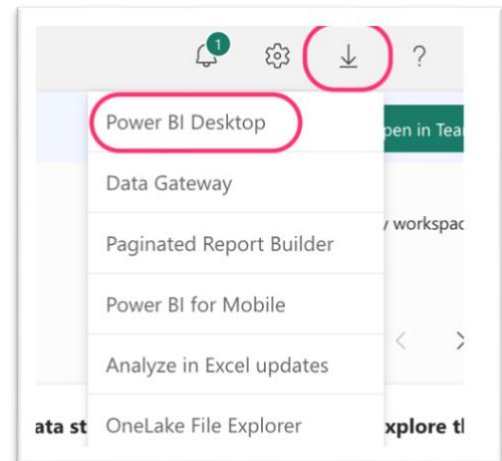 1
?
Power BI Desktop
pen in Tea
Data Gateway
workspac
Paginated Report Builder
Power BI for Mobile
Analyze in Excel updates
ata st
OneLake File Explorer
xplore t